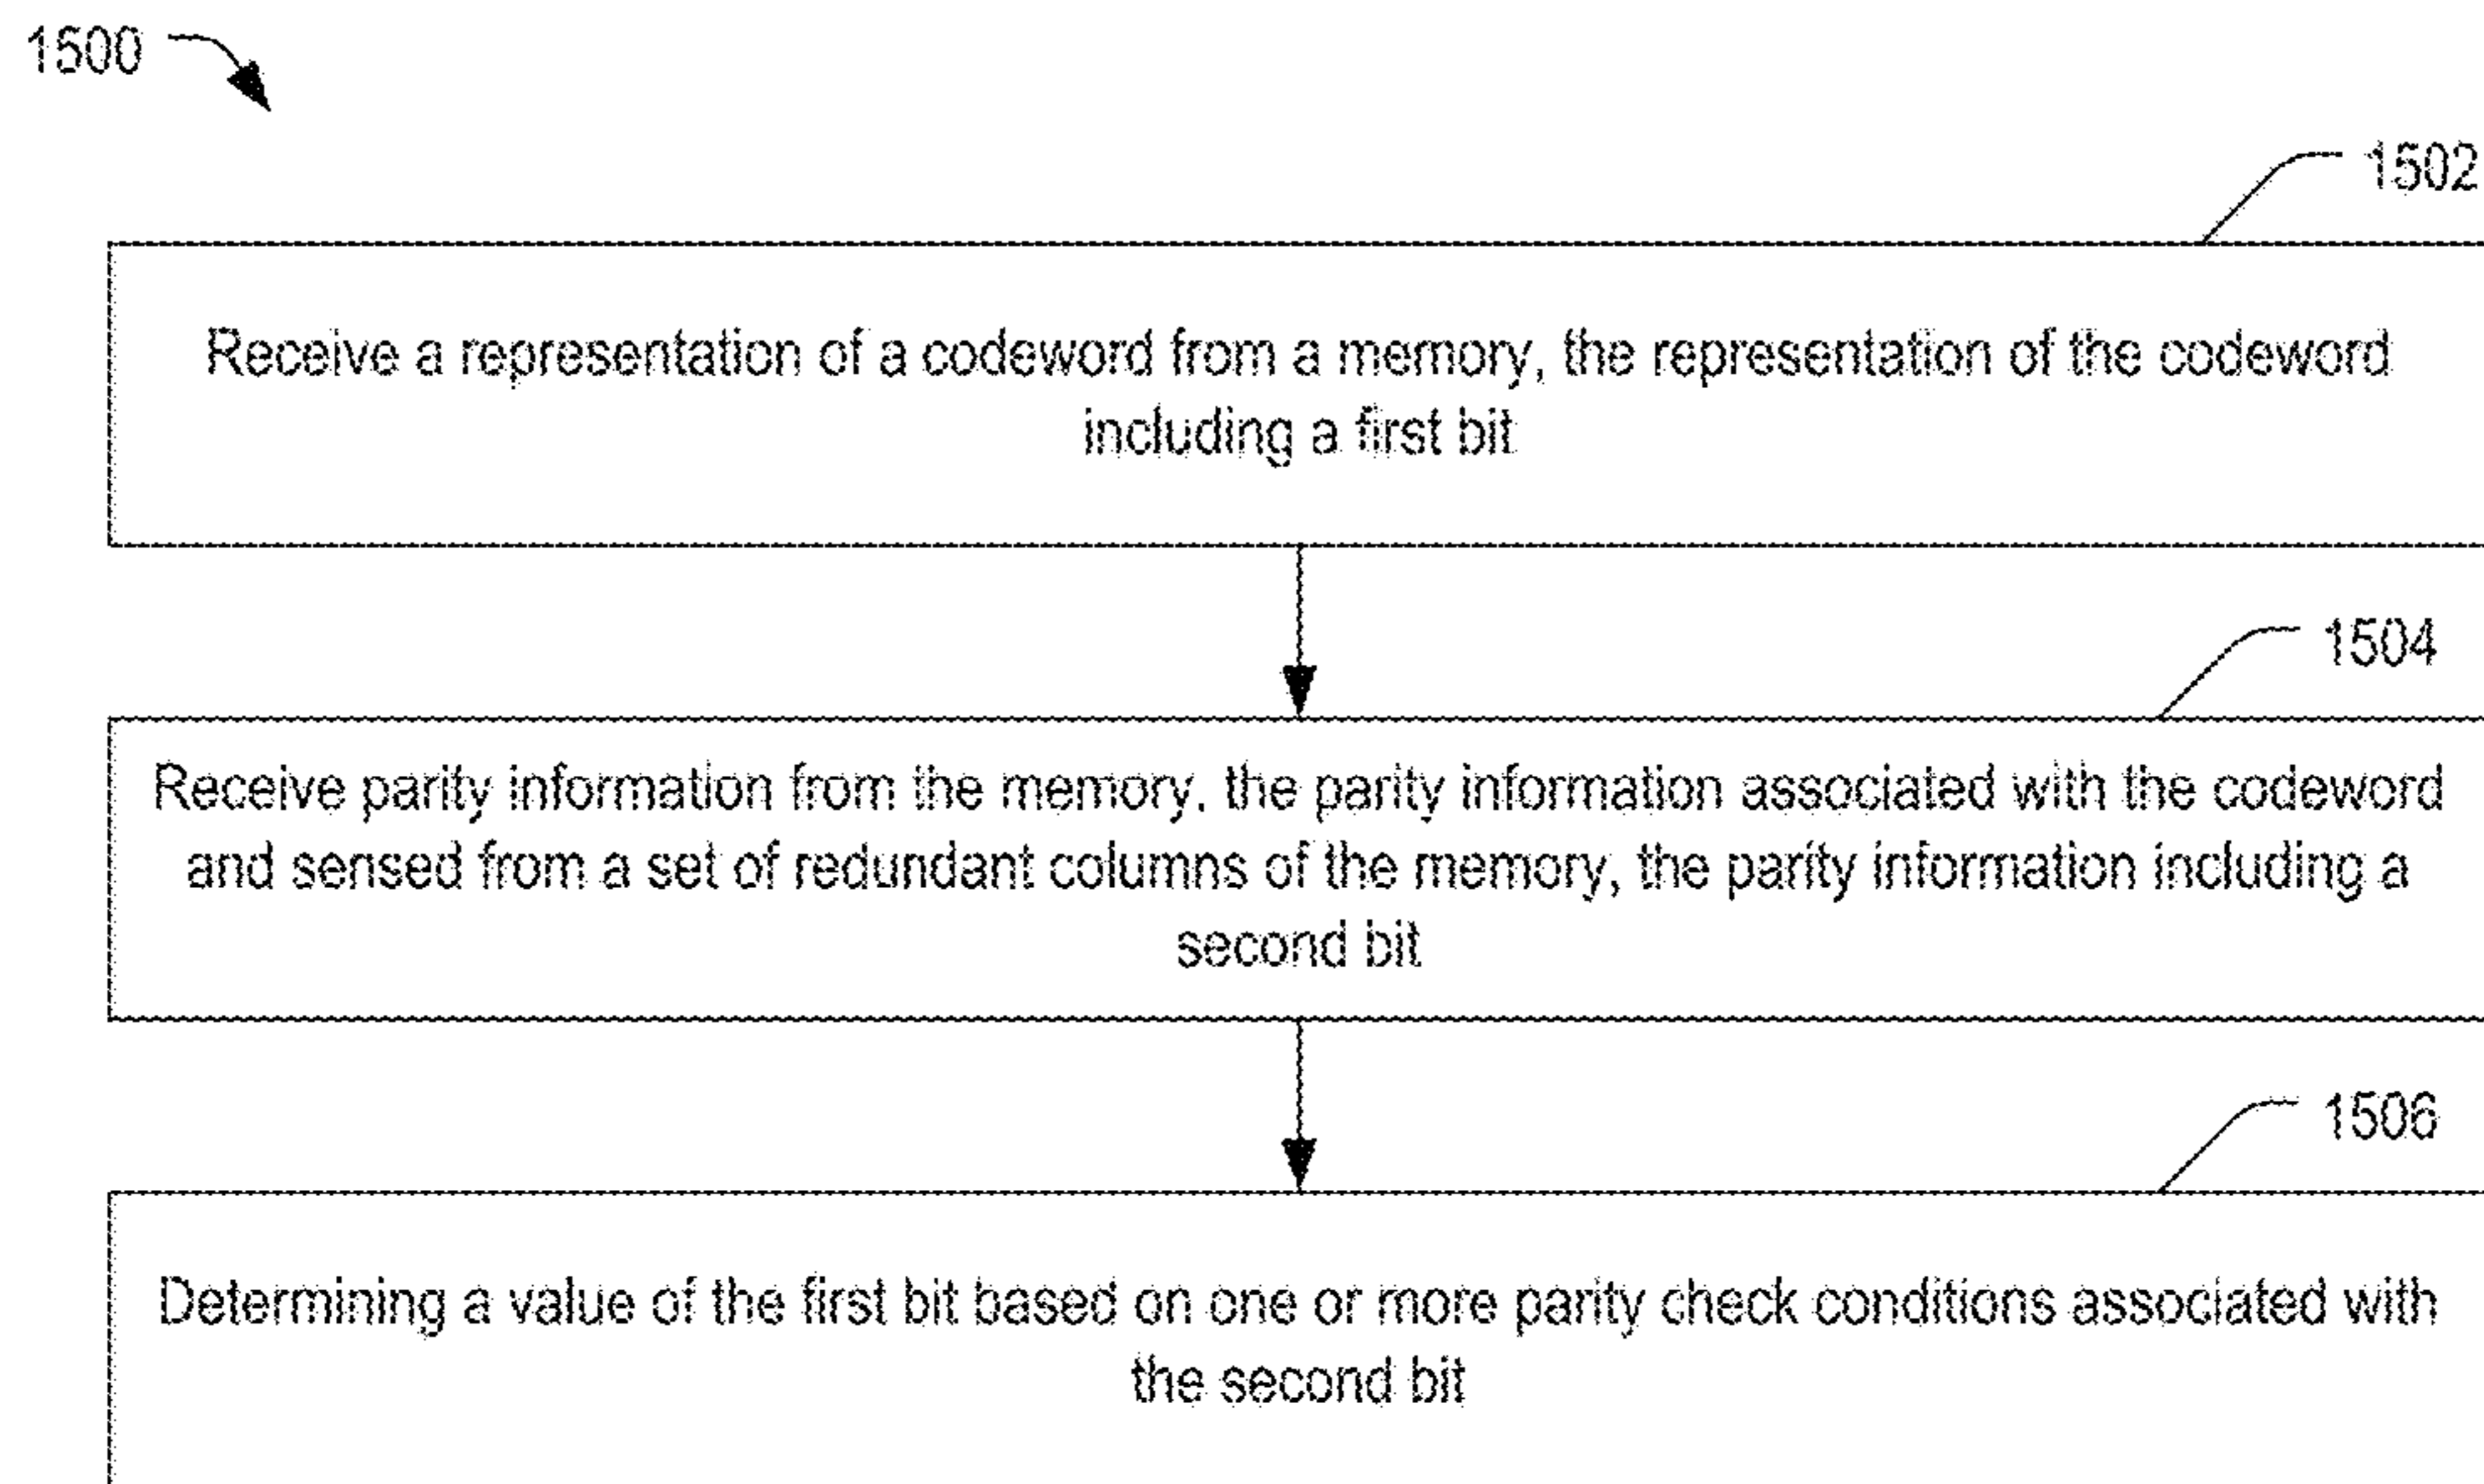 1500
1502
Receive a representation of a codeword from a memory, the representation of the codeword
including a first bit
1504
Receive parity information from the memory, the parity information associated with the codeword
and sensed from a set of redundant columns of the memory, the parity information including a
second bit
1506
Determining a value of the first bit based on one or more parity check conditions associated with
the second bit